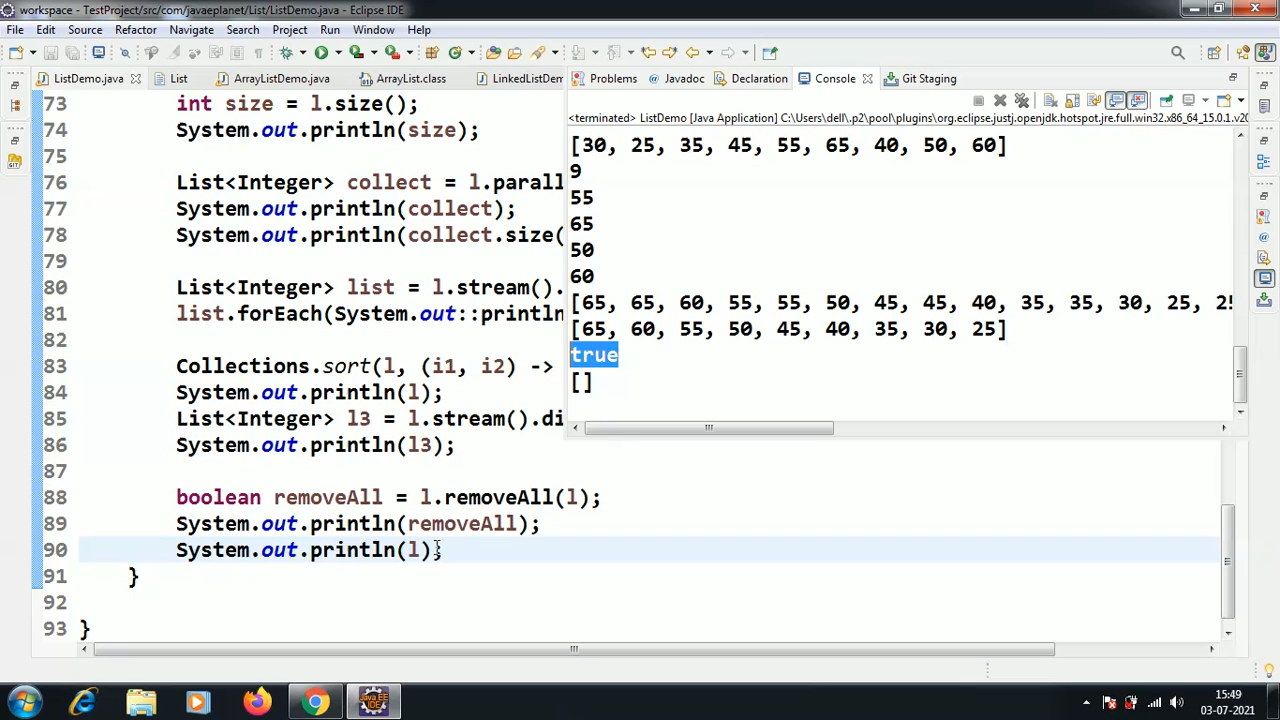 workspace - TestProject/src/com/javaeplanet/List/ListDemo.java - Eclipse IDE
File Edit Source Refactor Navigate Search Project Run Window Help
ListDemo.java List ArrayListDemo.java ArrayList.class LinkedListDem
Problems Javadoc Declaration Console Git Staging
<terminated> ListDemo [Java Application] C:\Users\dell\.p2\pool\plugins\org.eclipse.justj.openjdk.hotspot.jre.full.win32.x86_64_15.0.1.v20
73 int size = l.size();
74 System.out.println(size);
75
76 List<Integer> collect = l.parall
77 System.out.println(collect);
78 System.out.println(collect.size(
79
80 List<Integer> list = l.stream().
81 list.forEach(System.out::println
82
83 Collections.sort(l, (i1, i2) ->
84 System.out.println(l);
85 List<Integer> l3 = l.stream().di
86 System.out.println(l3);
87
88 boolean removeAll = l.removeAll(l);
89 System.out.println(removeAll);
90 System.out.println(l);
91 }
92
93 }
[30, 25, 35, 45, 55, 65, 40, 50, 60]
9
55
65
50
60
[65, 65, 60, 55, 55, 50, 45, 45, 40, 35, 35, 30, 25, 25
[65, 60, 55, 50, 45, 40, 35, 30, 25]
true
[]
15:49
03-07-2021